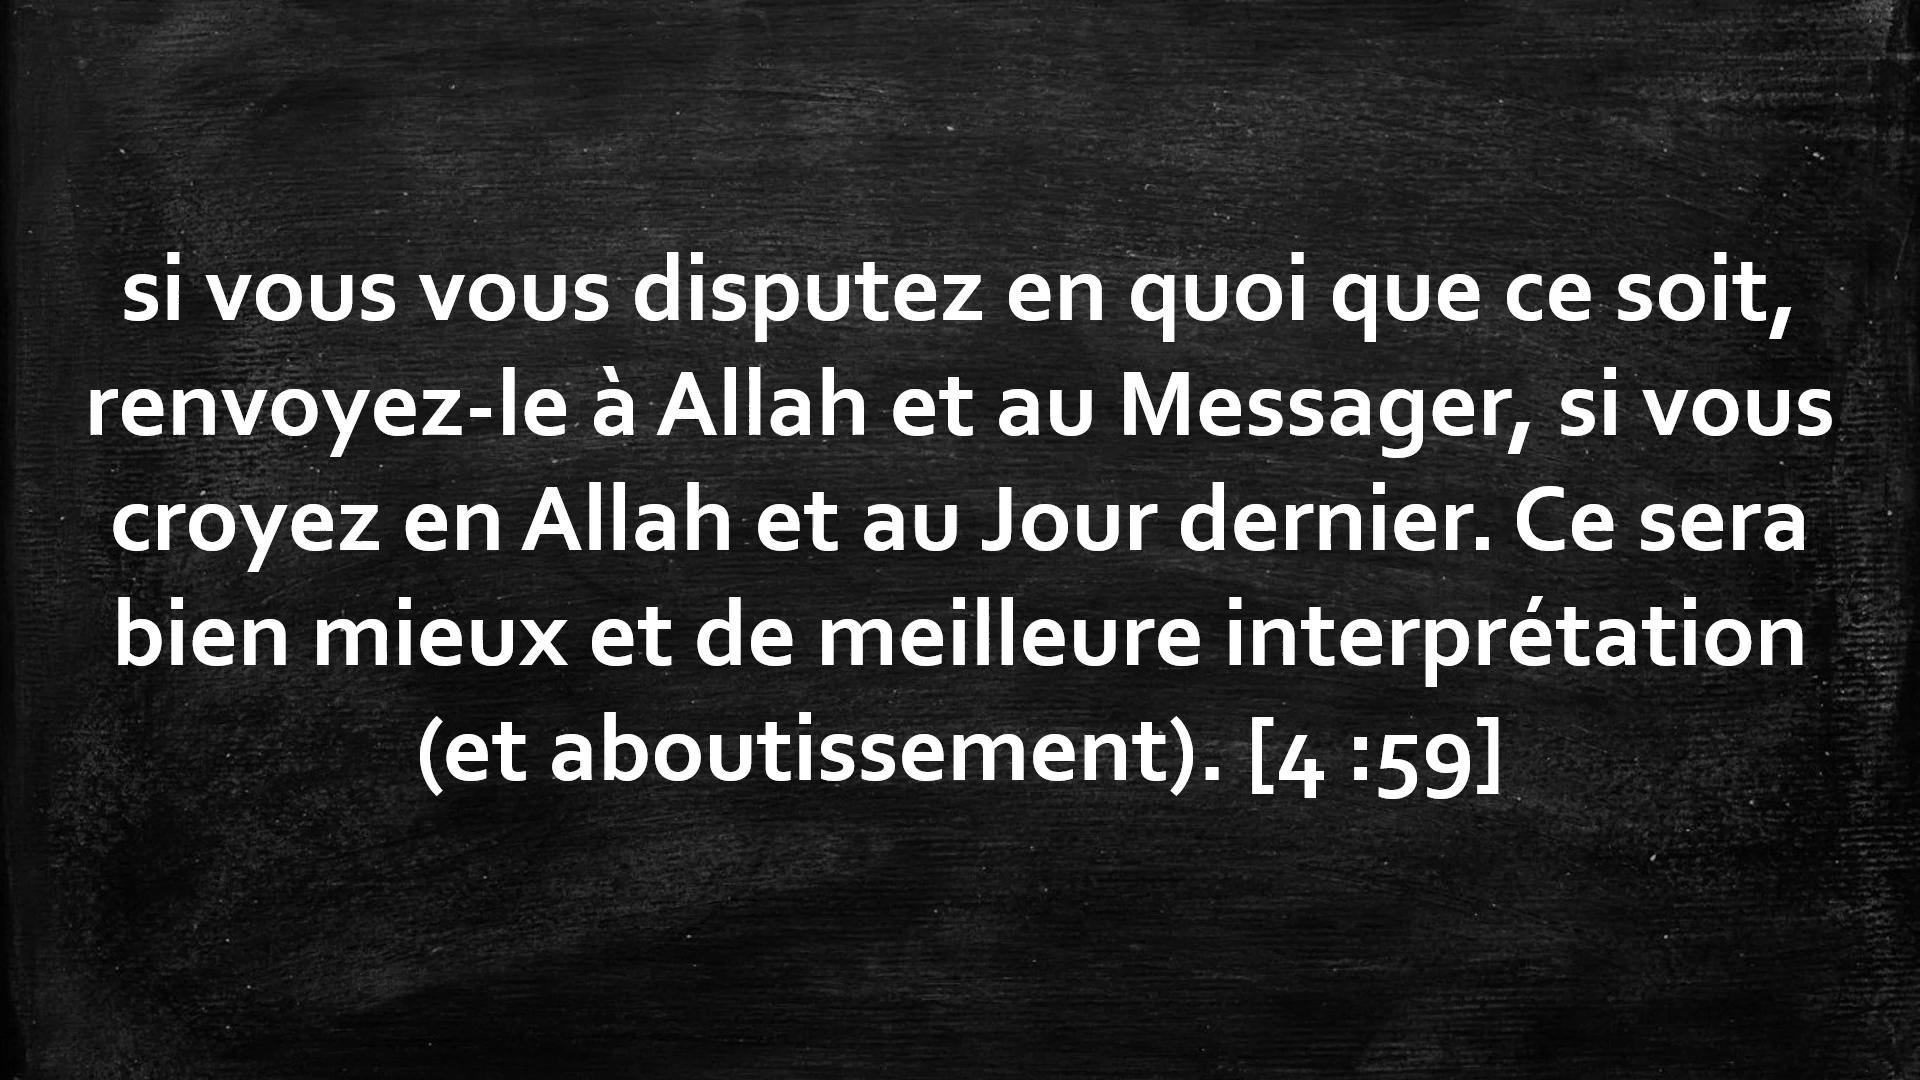 si vous vous disputez en quoi que ce soit,
renvoyez-le à Allah et au Messager, si vous
croyez en Allah et au Jour dernier. Ce sera
bien mieux et de meilleure interprétation
(et aboutissement). [4 :59]